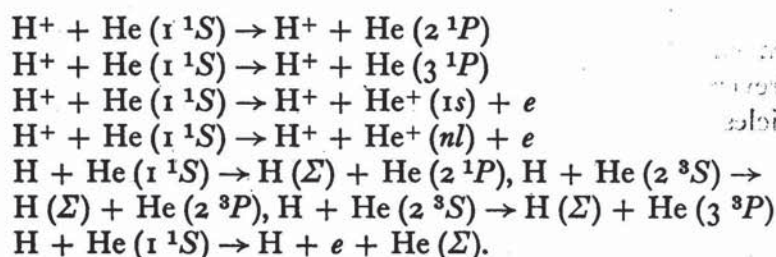 H⁺ + He (1 ¹S) → H⁺ + He (2 ¹P)
H⁺ + He (1 ¹S) → H⁺ + He (3 ¹P)
H⁺ + He (1 ¹S) → H⁺ + He⁺ (1s) + e
H⁺ + He (1 ¹S) → H⁺ + He⁺ (nl) + e
H + He (1 ¹S) → H (Σ) + He (2 ¹P), H + He (2 ³S) →
H (Σ) + He (2 ³P), H + He (2 ³S) → H (Σ) + He (3 ³P)
H + He (1 ¹S) → H + e + He (Σ).